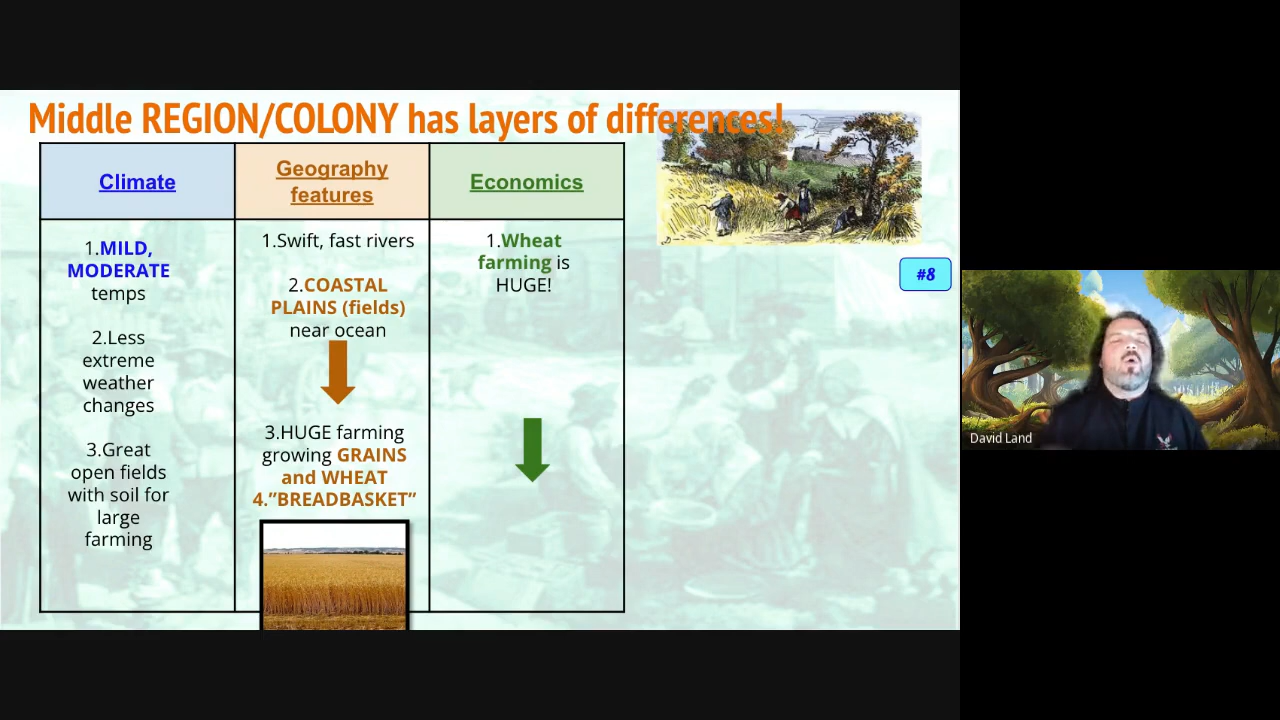 Middle REGION/COLONY has layers of differences!
Climate
Geography
features
Economics
1.MILD,
MODERATE
temps
2.Less
extreme
weather
changes
3.Great
open fields
with soil for
large
farming
1.Swift, fast rivers
2.COASTAL
PLAINS (fields)
near ocean
3.HUGE farming
growing GRAINS
and WHEAT
4.”BREADBASKET”
1.Wheat
farming is
HUGE!
#8
David Land